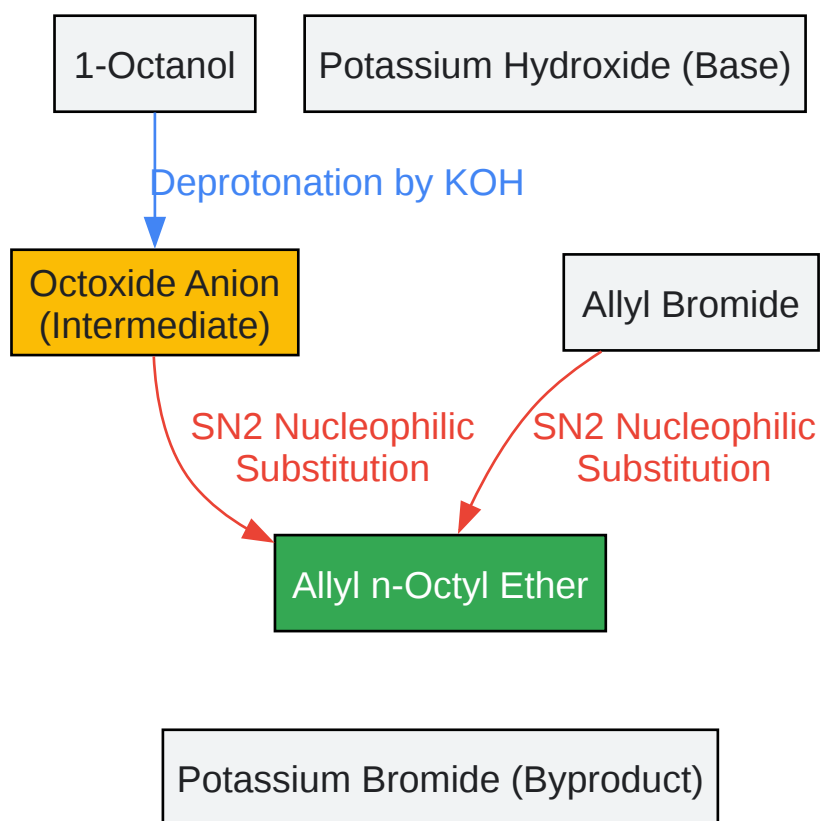 1-Octanol
Potassium Hydroxide (Base)
Deprotonation by KOH
Octoxide Anion
(Intermediate)
Allyl Bromide
SN2 Nucleophilic
Substitution
SN2 Nucleophilic
Substitution
Allyl n-Octyl Ether
Potassium Bromide (Byproduct)